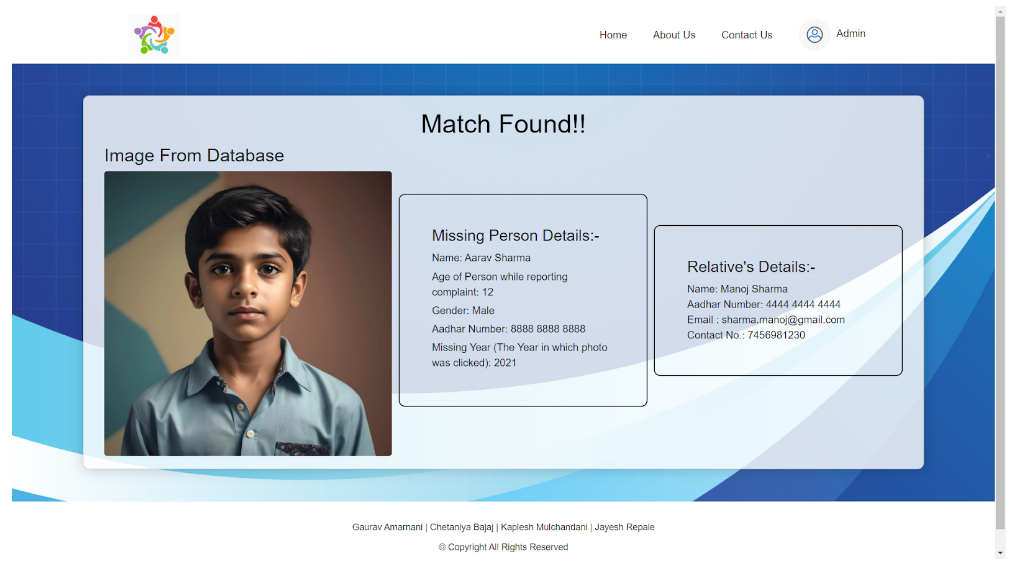 Home
About Us
Contact Us
Admin
Match Found!!
Image From Database
Missing Person Details:-
Name: Aarav Sharma
Age of Person while reporting
complaint: 12
Gender: Male
Aadhar Number: 8888 8888 8888
Missing Year (The Year in which photo
was clicked): 2021
Relative's Details:-
Name: Manoj Sharma
Aadhar Number: 4444 4444 4444
Email : sharma.manoj@gmail.com
Contact No.: 7456981230
Gaurav Amarnani | Chetaniya Bajaj | Kaplesh Mulchandani | Jayesh Repale
© Copyright All Rights Reserved